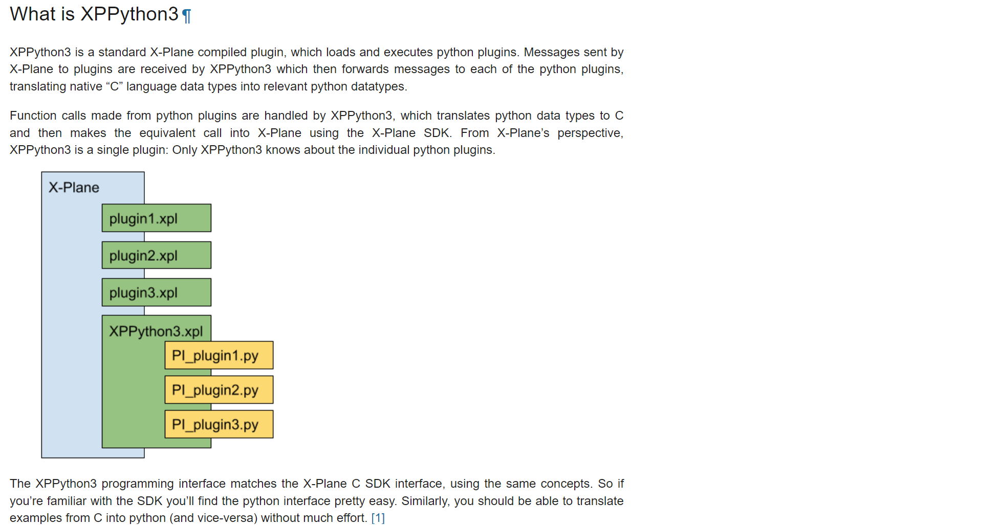 What is XPPython3¶
XPPython3 is a standard X-Plane compiled plugin, which loads and executes python plugins. Messages sent by
X-Plane to plugins are received by XPPython3 which then forwards messages to each of the python plugins,
translating native “C” language data types into relevant python datatypes.
Function calls made from python plugins are handled by XPPython3, which translates python data types to C
and then makes the equivalent call into X-Plane using the X-Plane SDK. From X-Plane’s perspective,
XPPython3 is a single plugin: Only XPPython3 knows about the individual python plugins.
X-Plane
plugin1.xpl
plugin2.xpl
plugin3.xpl
XPPython3.xpl
PI_plugin1.py
PI_plugin2.py
PI_plugin3.py
The XPPython3 programming interface matches the X-Plane C SDK interface, using the same concepts. So if
you’re familiar with the SDK you’ll find the python interface pretty easy. Similarly, you should be able to translate
examples from C into python (and vice-versa) without much effort. [1]